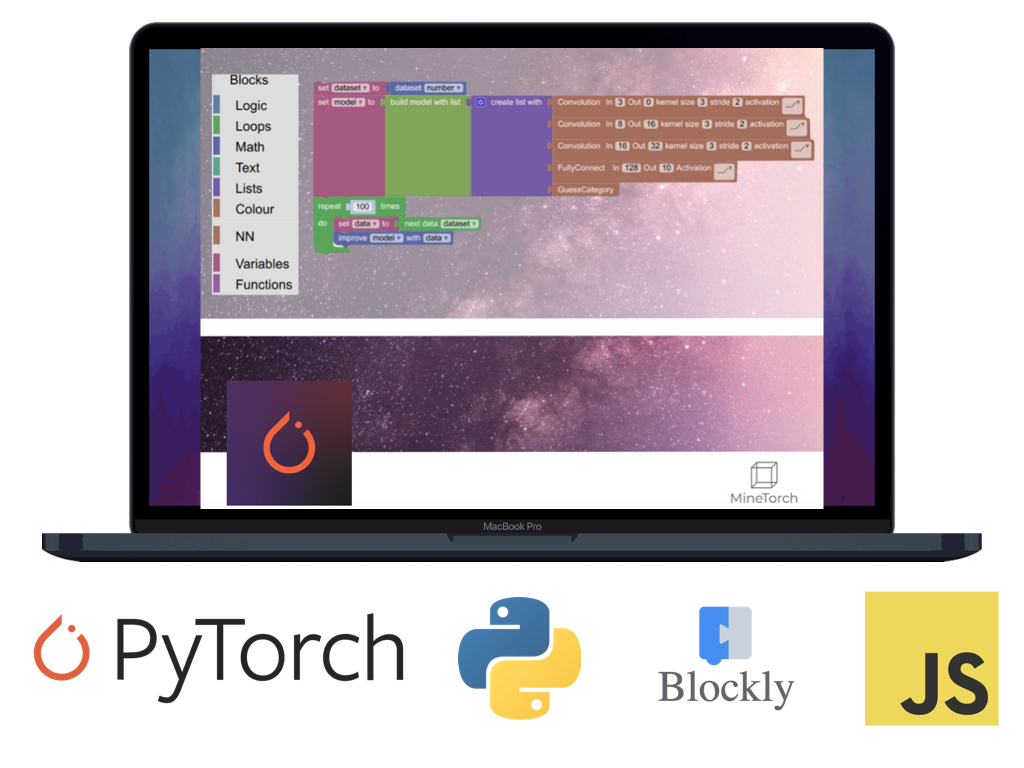 Blocks
Logic
Loops
Math
Text
Lists
Colour
NN
Variables
Functions
set dataset to dataset number
set model to build model with list create list with Convolution In 3 Out 0 kernel size 3 stride 2 activation
Convolution In 8 Out 16 kernel size 3 stride 2 activation
Convolution In 16 Out 32 kernel size 3 stride 2 activation
FullyConnect In 128 Out 10 Activation
GuessCategory
repeat 100 times
do set data to next data dataset
improve model with data
MineTorch
MacBook Pro
PyTorch
Blockly
JS